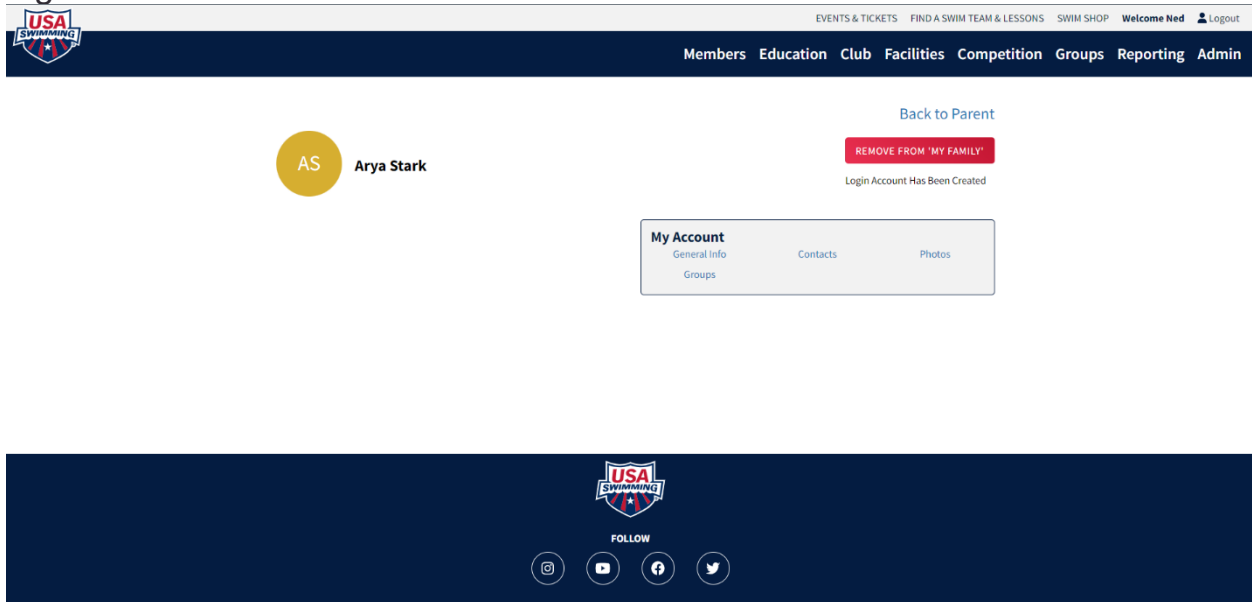 USA
SWIMMING
EVENTS & TICKETS FIND A SWIM TEAM & LESSONS SWIM SHOP Welcome Ned Logout
Members Education Club Facilities Competition Groups Reporting Admin
Back to Parent
AS
Arya Stark
REMOVE FROM 'MY FAMILY'
Login Account Has Been Created
My Account
General Info Contacts Photos
Groups
USA
SWIMMING
FOLLOW